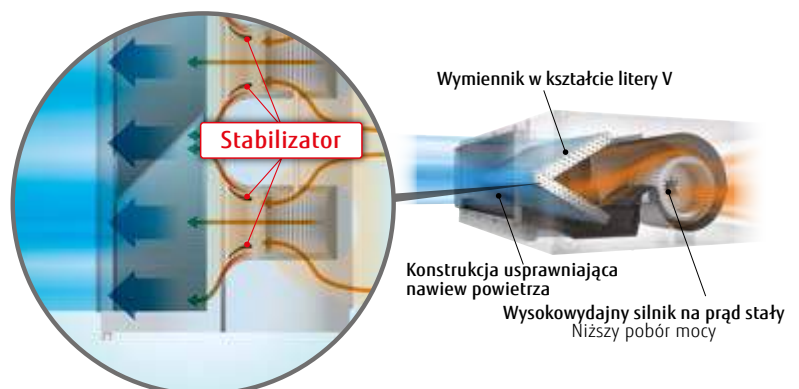 Wymiennik w kształcie litery V
Stabilizator
Konstrukcja usprawniająca
nawiew powietrza
Wysokowydajny silnik na prąd stały
Niższy pobór mocy